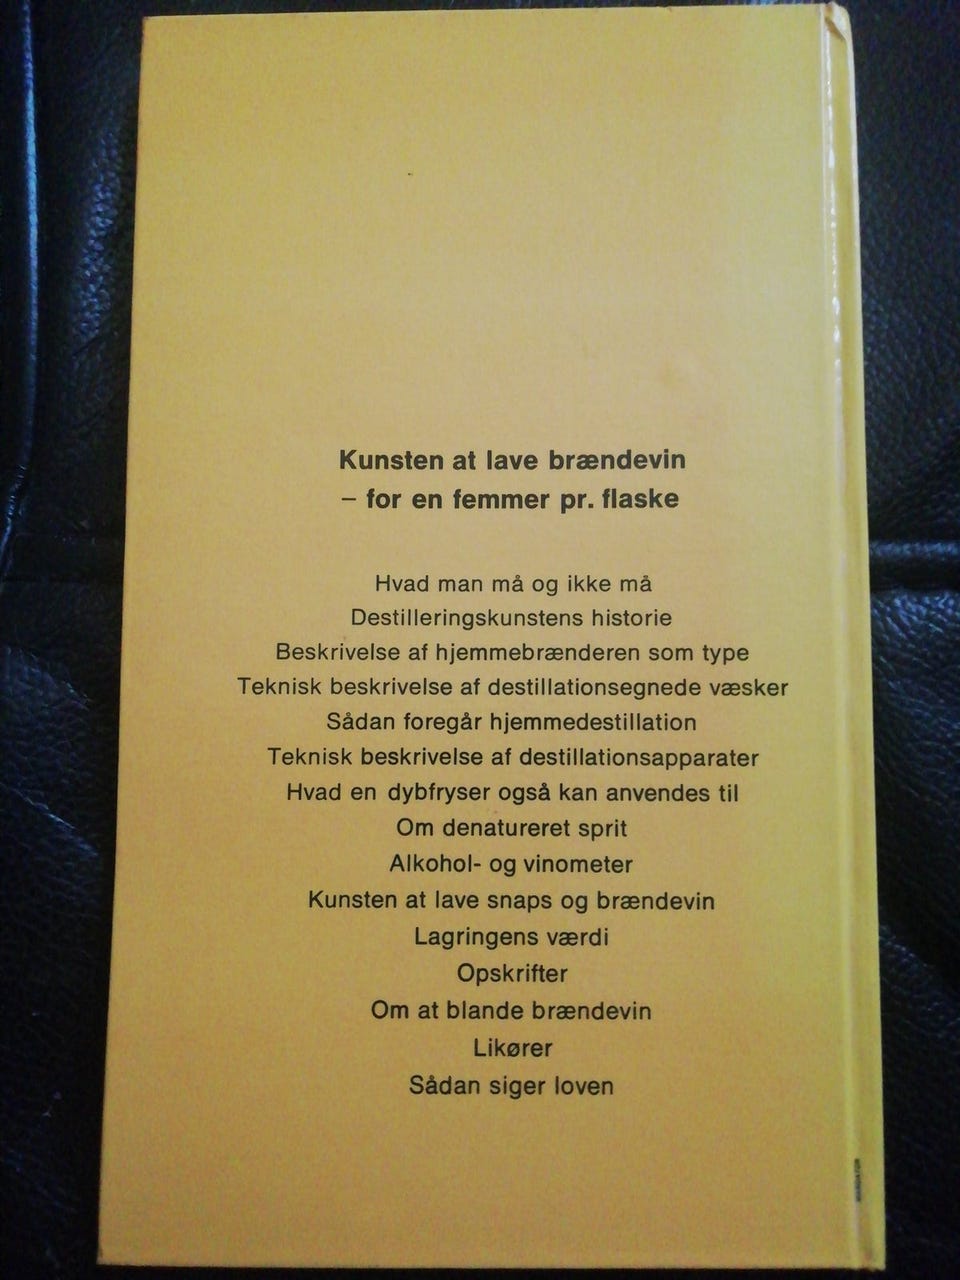 Kunsten at lave brændevin
– for en femmer pr. flaske
Hvad man må og ikke må
Destilleringskunstens historie
Beskrivelse af hjemmebrænderen som type
Teknisk beskrivelse af destillationsegnede væsker
Sådan foregår hjemmedestillation
Teknisk beskrivelse af destillationsapparater
Hvad en dybfryser også kan anvendes til
Om denatureret sprit
Alkohol- og vinometer
Kunsten at lave snaps og brændevin
Lagringens værdi
Opskrifter
Om at blande brændevin
Likører
Sådan siger loven